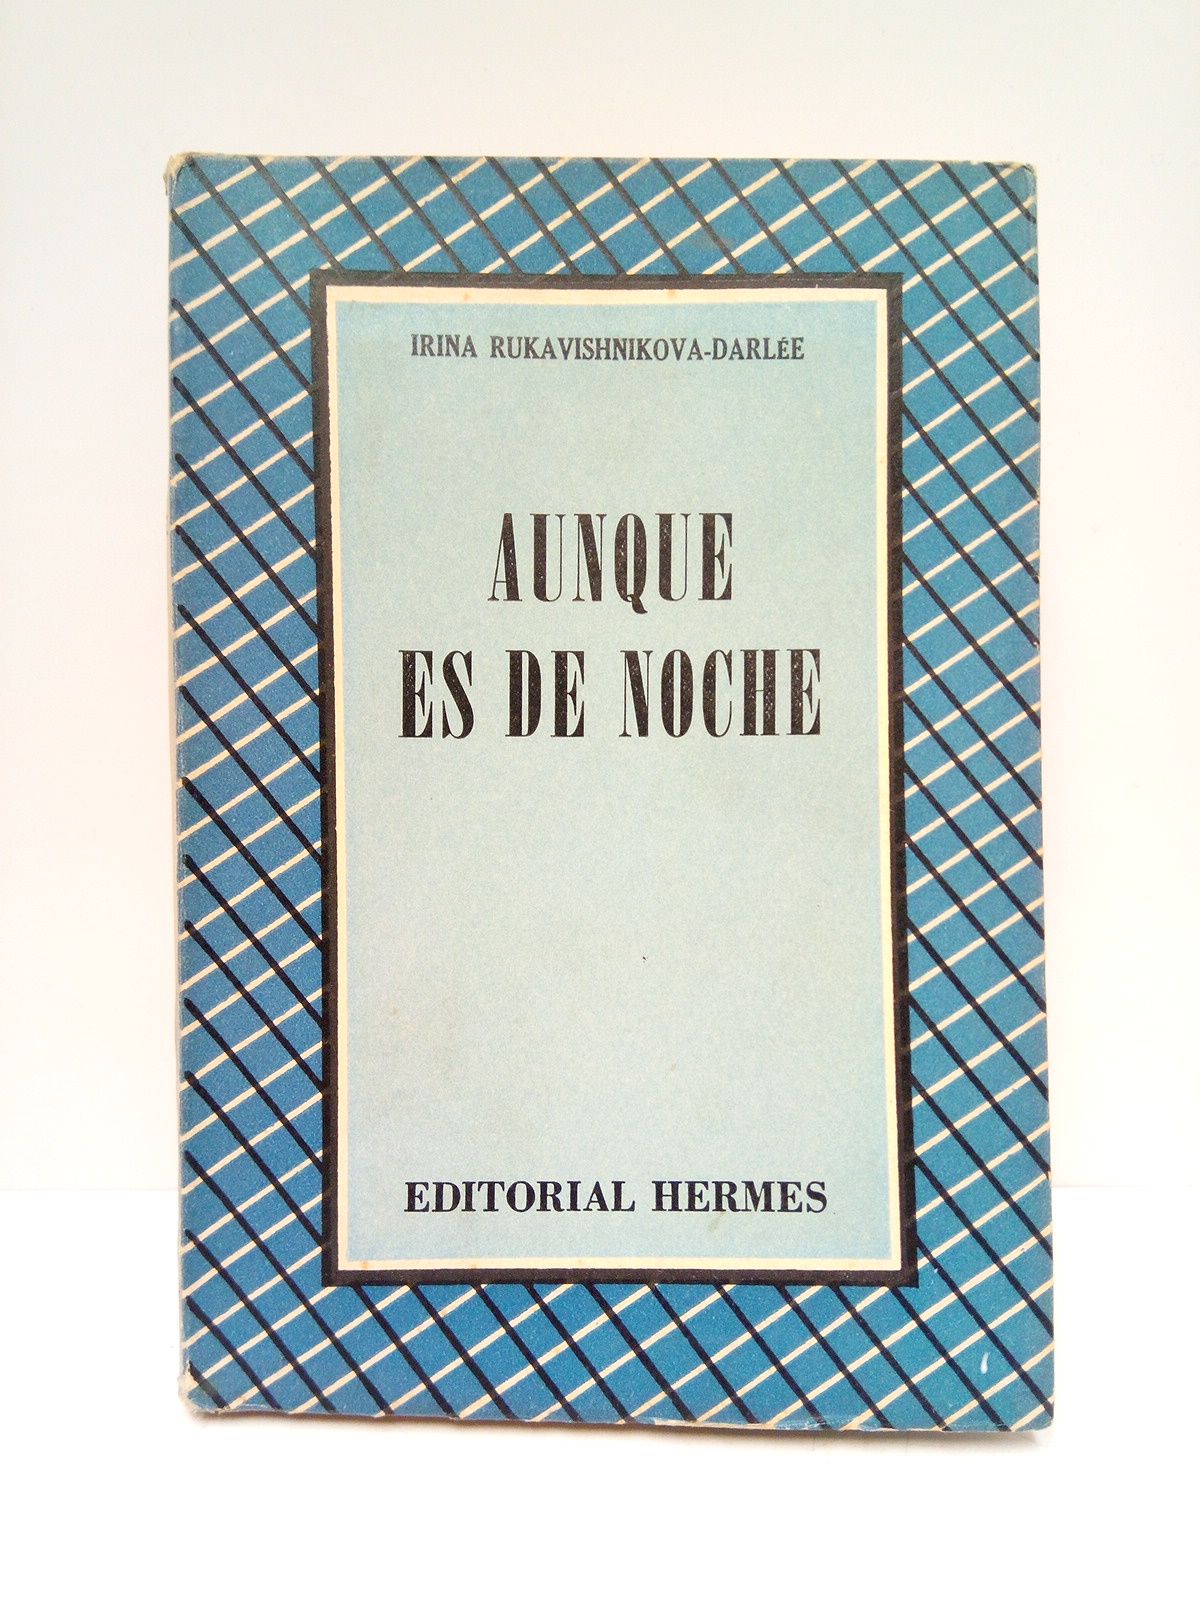 IRINA RUKAVISHNIKOVA-DARLÉE
AUNQUE
ES DE NOCHE
EDITORIAL HERMES